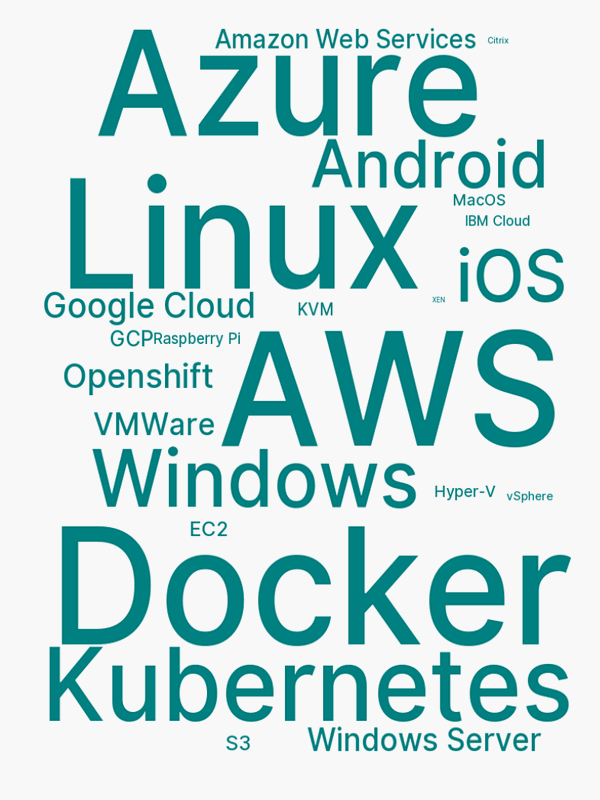 Amazon Web Services
Citrix
Azure
Android
MacOS
Linux
IBM Cloud
iOS
XEN
Google Cloud
KVM
GCP
Raspberry Pi
AWS
Openshift
VMWare
Windows
Hyper-V
vSphere
EC2
Docker
Kubernetes
S3
Windows Server